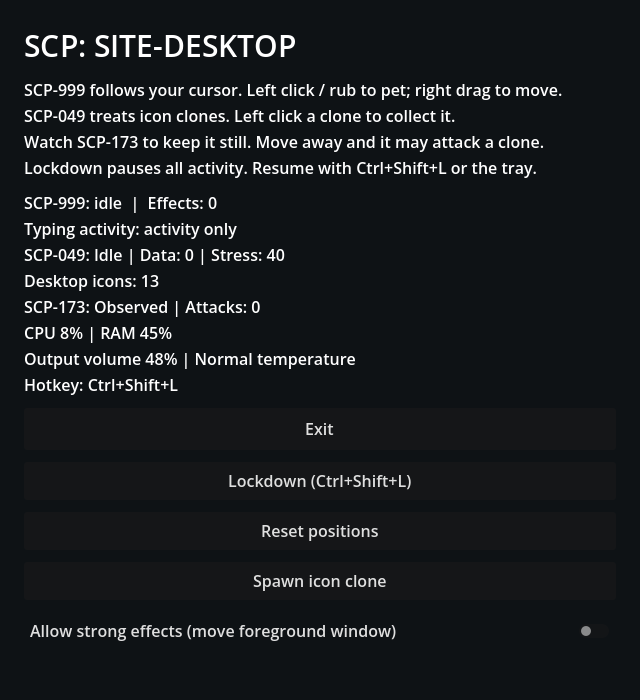 SCP: SITE-DESKTOP
SCP-999 follows your cursor. Left click / rub to pet; right drag to move.
SCP-049 treats icon clones. Left click a clone to collect it.
Watch SCP-173 to keep it still. Move away and it may attack a clone.
Lockdown pauses all activity. Resume with Ctrl+Shift+L or the tray.
SCP-999: idle | Effects: 0
Typing activity: activity only
SCP-049: Idle | Data: 0 | Stress: 40
Desktop icons: 13
SCP-173: Observed | Attacks: 0
CPU 8% | RAM 45%
Output volume 48% | Normal temperature
Hotkey: Ctrl+Shift+L
Exit
Lockdown (Ctrl+Shift+L)
Reset positions
Spawn icon clone
Allow strong effects (move foreground window)